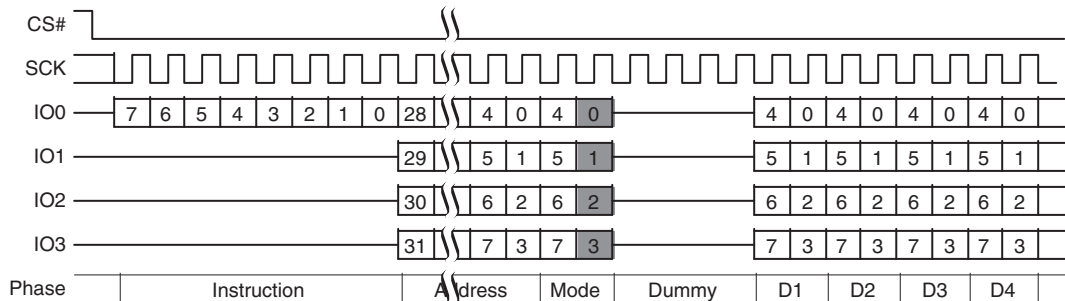 CS#
SCK
IO0 7 6 5 4 3 2 1 0 28 4 0 4 0 4 0 4 0 4 0 4 0
IO1 29 5 1 5 1 5 1 5 1 5 1 5 1
IO2 30 6 2 6 2 6 2 6 2 6 2 6 2
IO3 31 7 3 7 3 7 3 7 3 7 3 7 3
Phase Instruction Address Mode Dummy D1 D2 D3 D4